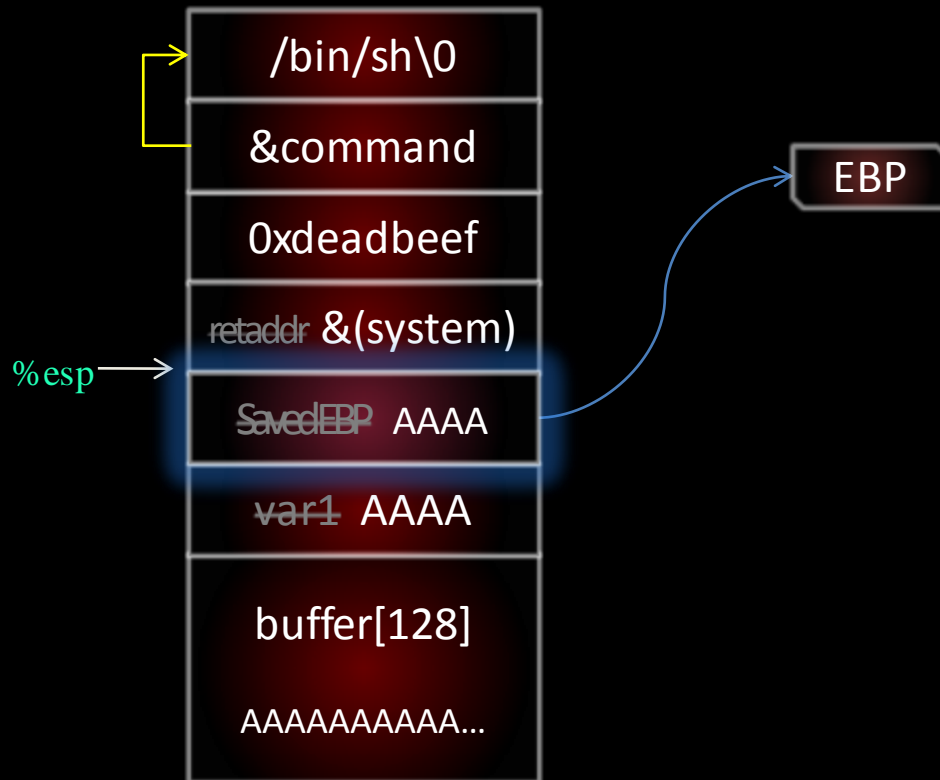 /bin/sh\0
&command
EBP
0xdeadbeef
retaddr &(system)
%esp
SavedEBP AAAA
var1 AAAA
buffer[128]
AAAAAAAAAA...